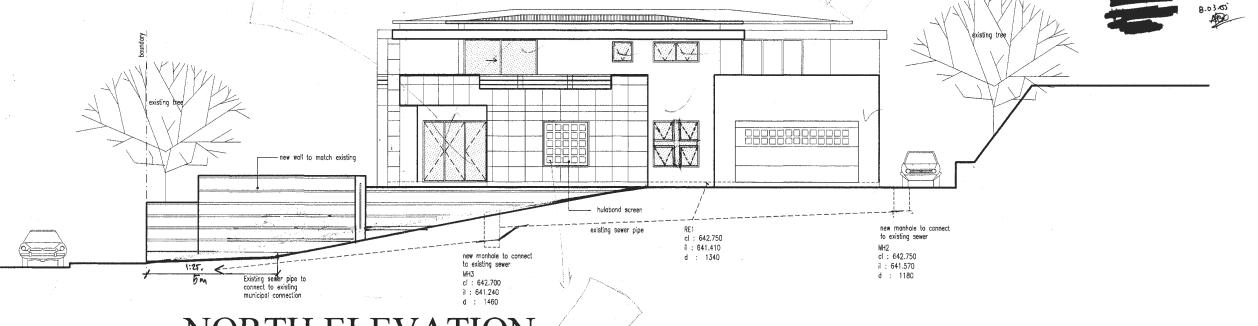 B.03.
boundary
existing tree
existing tree
new wall to match existing
hulabond screen
existing sewer pipe
RE1
cl : 642.750
il : 641.410
d : 1340
new manhole to connect
to existing sewer
MH2
cl : 642.750
il : 641.570
d : 1180
new manhole to connect
to existing sewer
MH3
cl : 642.700
il : 641.240
d : 1460
1:25.
5m
Existing sewer pipe to
connect to existing
municipal connection
NORTH ELEVATION